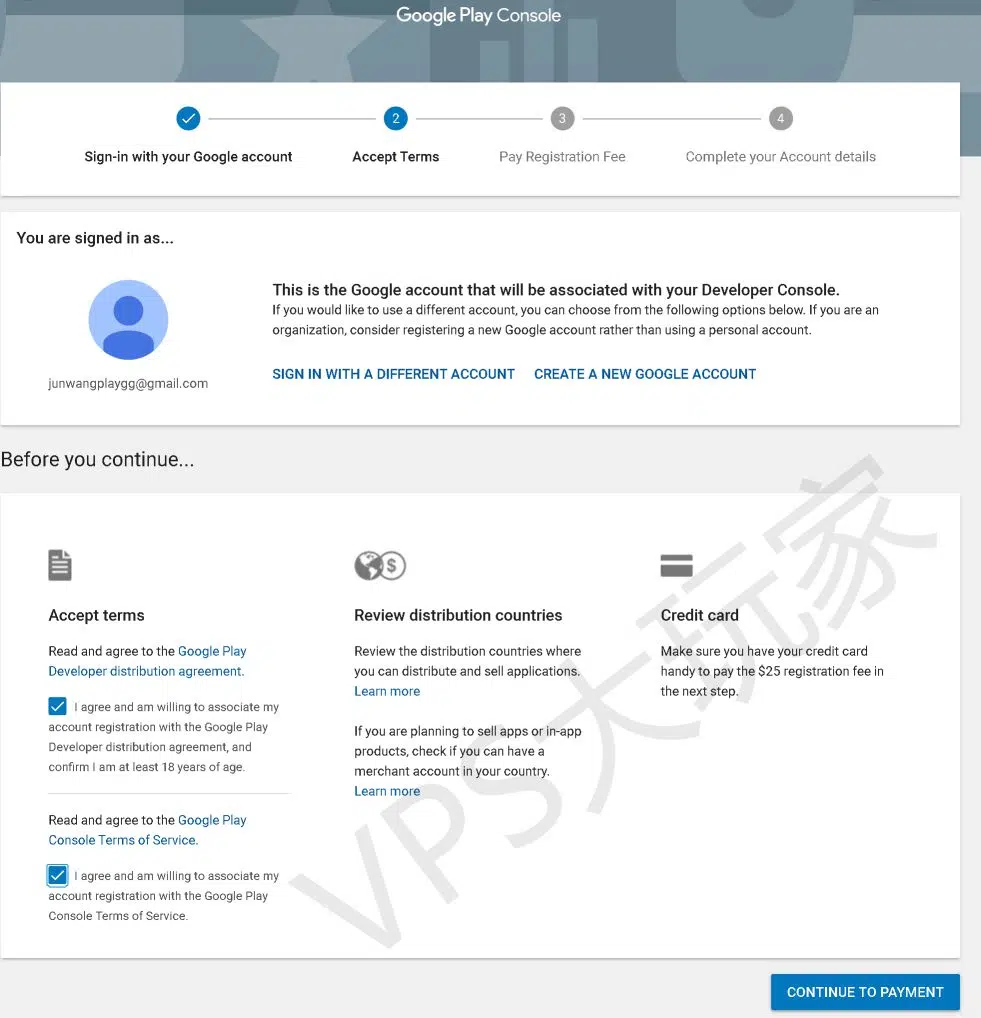 Google Play Console
2
3
4
Sign-in with your Google account
Accept Terms
Pay Registration Fee
Complete your Account details
You are signed in as...
This is the Google account that will be associated with your Developer Console.
If you would like to use a different account, you can choose from the following options below. If you are an
organization, consider registering a new Google account rather than using a personal account.
SIGN IN WITH A DIFFERENT ACCOUNT
CREATE A NEW GOOGLE ACCOUNT
junwangplaygg@gmail.com
Before you continue...
Accept terms
Read and agree to the Google Play
Developer distribution agreement.
I agree and am willing to associate my
account registration with the Google Play
Developer distribution agreement, and
confirm I am at least 18 years of age.
Read and agree to the Google Play
Console Terms of Service.
I agree and am willing to associate my
account registration with the Google Play
Console Terms of Service.
Review distribution countries
Review the distribution countries where
you can distribute and sell applications.
Learn more
If you are planning to sell apps or in-app
products, check if you can have a
merchant account in your country.
Learn more
Credit card
Make sure you have your credit card
handy to pay the $25 registration fee in
the next step.
VPS大玩家
CONTINUE TO PAYMENT